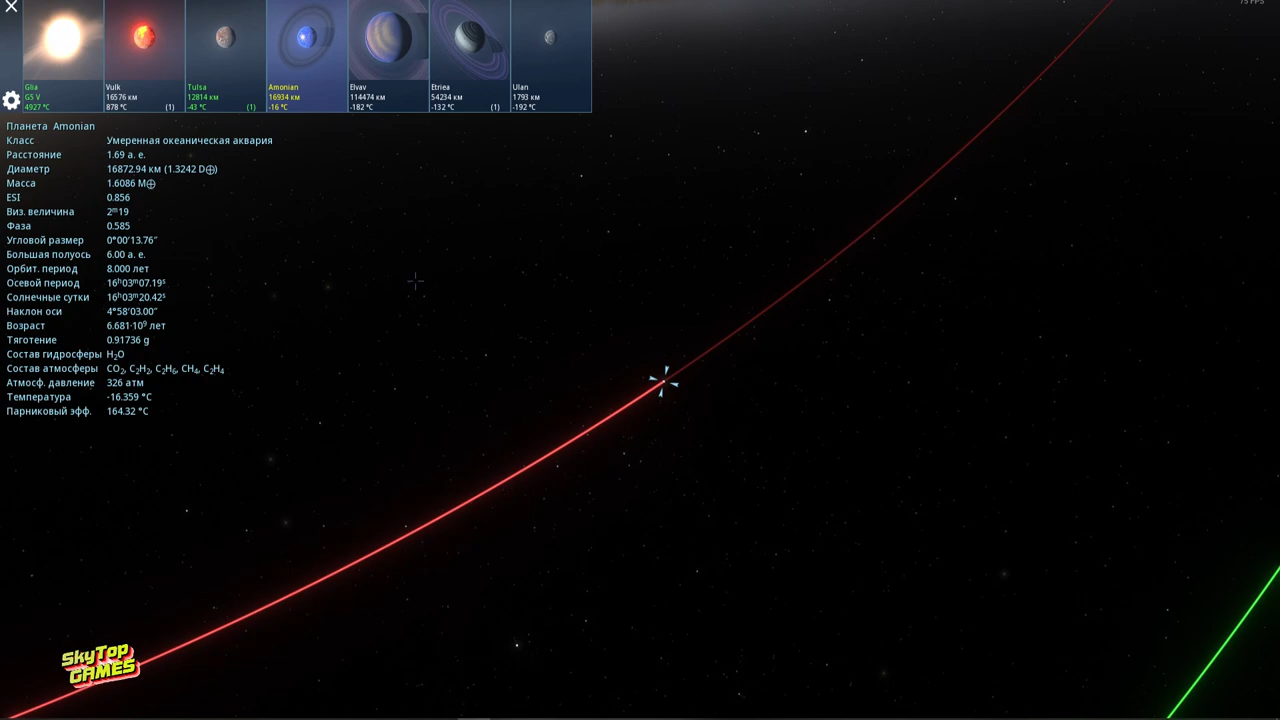 75 FPS
Glia
G5 V
4927 °C
Vulk
16576 км
878 °C (1)
Tulsa
12814 км
-43 °C (1)
Amonian
16934 км
-16 °C
Elvav
114474 км
-182 °C
Etriea
54234 км
-132 °C (1)
Ulan
1793 км
-192 °C
Планета Amonian
Класс Умеренная океаническая аквария
Расстояние 1.69 а. е.
Диаметр 16872.94 км (1.3242 D⊕)
Масса 1.6086 M⊕
ESI 0.856
Виз. величина 2ᵐ19
Фаза 0.585
Угловой размер 0°00'13.76"
Большая полуось 6.00 а. е.
Орбит. период 8.000 лет
Осевой период 16ʰ03ᵐ07.19ˢ
Солнечные сутки 16ʰ03ᵐ20.42ˢ
Наклон оси 4°58'03.00"
Возраст 6.681·10⁹ лет
Тяготение 0.91736 g
Состав гидросферы H₂O
Состав атмосферы CO₂, C₂H₂, C₂H₆, CH₄, C₂H₄
Атмосф. давление 326 атм
Температура -16.359 °C
Парниковый эфф. 164.32 °C
SkyTop
GAMES